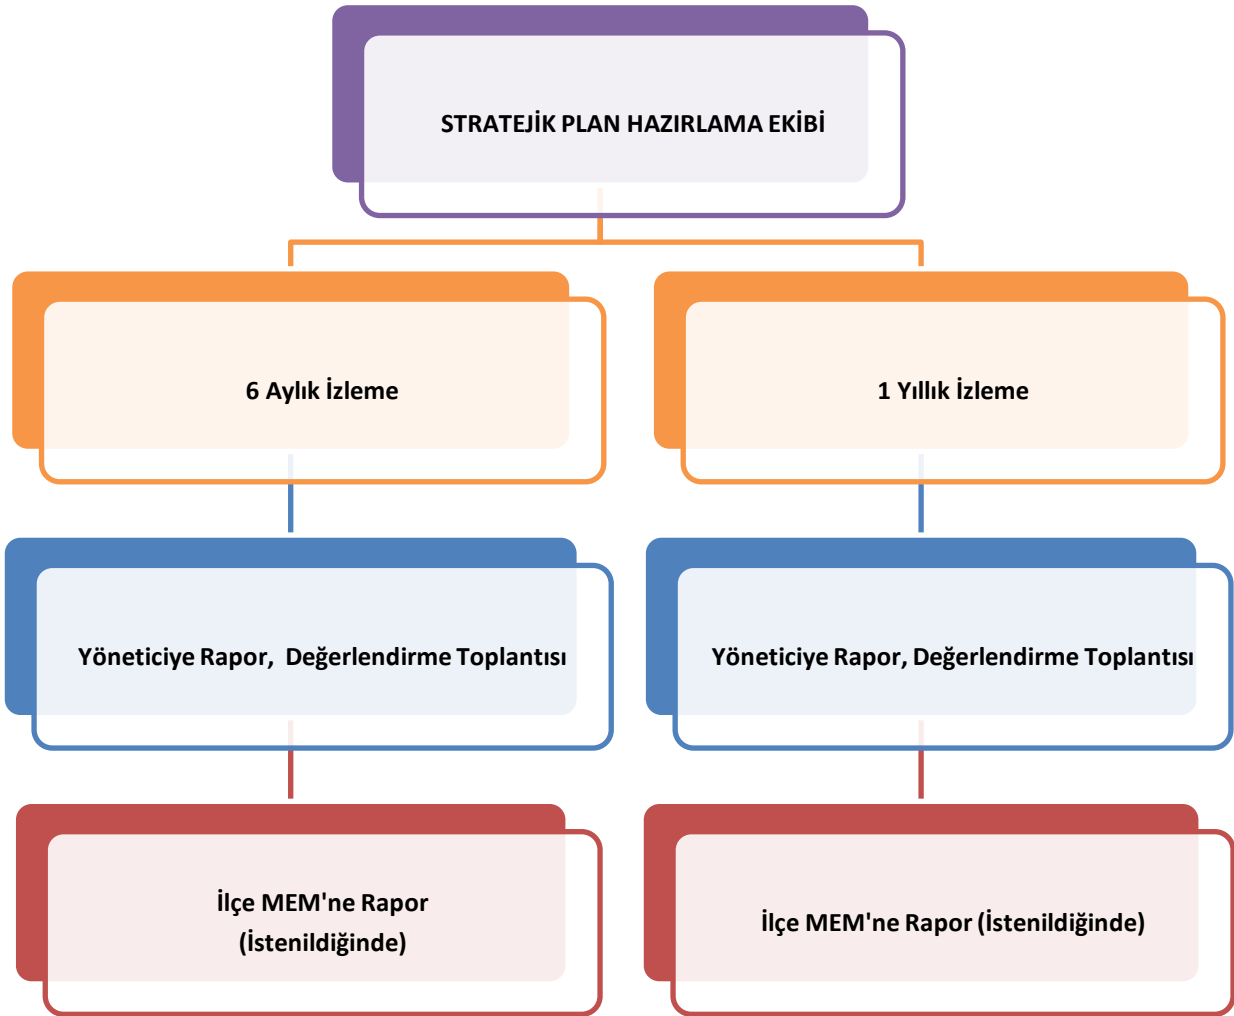 STRATEJİK PLAN HAZIRLAMA EKİBİ
6 Aylık İzleme
1 Yıllık İzleme
Yöneticiye Rapor,  Değerlendirme Toplantısı
Yöneticiye Rapor, Değerlendirme Toplantısı
İlçe MEM'ne Rapor
(İstenildiğinde)
İlçe MEM'ne Rapor (İstenildiğinde)